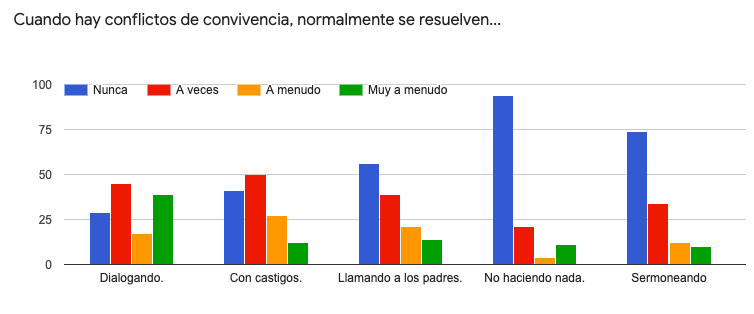 Cuando hay conflictos de convivencia, normalmente se resuelven...
Nunca A veces A menudo Muy a menudo
100
75
50
25
0
Dialogando. Con castigos. Llamando a los padres. No haciendo nada. Sermoneando